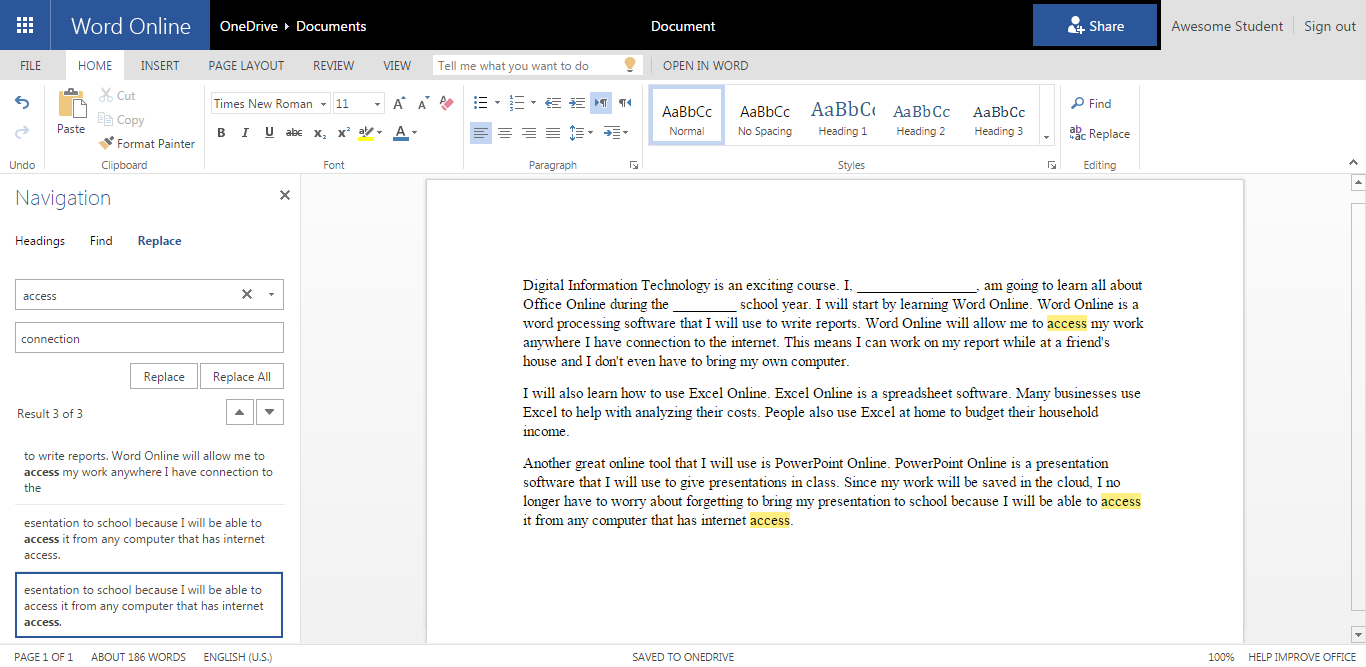 Word Online
OneDrive ▸ Documents
Document
Share
Awesome Student
Sign out
FILE
HOME
INSERT
PAGE LAYOUT
REVIEW
VIEW
Tell me what you want to do
OPEN IN WORD
Paste
Cut
Copy
Format Painter
Times New Roman
11
B I U abc x₂ x² ab A
AaBbCc
Normal
AaBbCc
No Spacing
AaBbCc
Heading 1
AaBbCc
Heading 2
AaBbCc
Heading 3
Find
Replace
Undo
Clipboard
Font
Paragraph
Styles
Editing
Navigation
Headings
Find
Replace
access
connection
Replace
Replace All
Result 3 of 3
to write reports. Word Online will allow me to
access my work anywhere I have connection to
the
esentation to school because I will be able to
access it from any computer that has internet
access.
esentation to school because I will be able to
access it from any computer that has internet
access.
Digital Information Technology is an exciting course. I, ________________, am going to learn all about
Office Online during the ________ school year. I will start by learning Word Online. Word Online is a
word processing software that I will use to write reports. Word Online will allow me to access my work
anywhere I have connection to the internet. This means I can work on my report while at a friend's
house and I don't even have to bring my own computer.
I will also learn how to use Excel Online. Excel Online is a spreadsheet software. Many businesses use
Excel to help with analyzing their costs. People also use Excel at home to budget their household
income.
Another great online tool that I will use is PowerPoint Online. PowerPoint Online is a presentation
software that I will use to give presentations in class. Since my work will be saved in the cloud, I no
longer have to worry about forgetting to bring my presentation to school because I will be able to access
it from any computer that has internet access.
PAGE 1 OF 1
ABOUT 186 WORDS
ENGLISH (U.S.)
SAVED TO ONEDRIVE
100%
HELP IMPROVE OFFICE